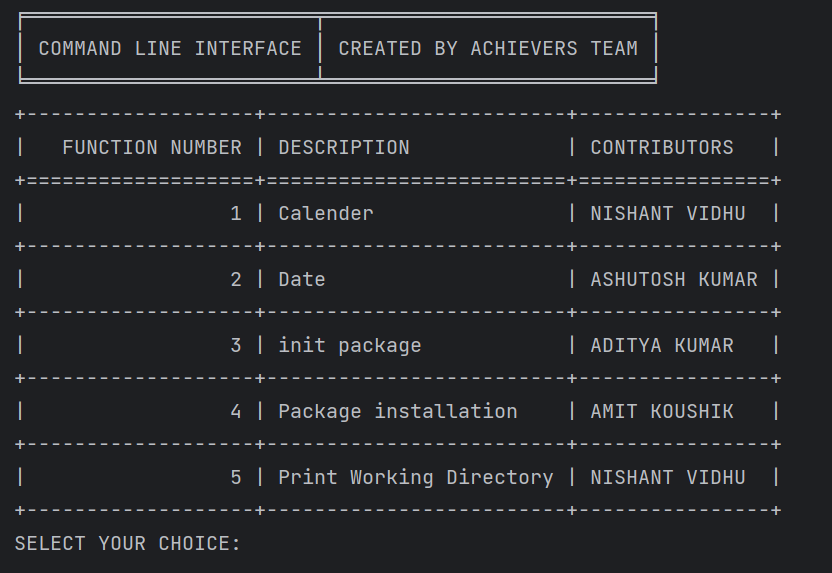 COMMAND LINE INTERFACE | CREATED BY ACHIEVERS TEAM
FUNCTION NUMBER | DESCRIPTION | CONTRIBUTORS
1 | Calender | NISHANT VIDHU
2 | Date | ASHUTOSH KUMAR
3 | init package | ADITYA KUMAR
4 | Package installation | AMIT KOUSHIK
5 | Print Working Directory | NISHANT VIDHU
SELECT YOUR CHOICE: